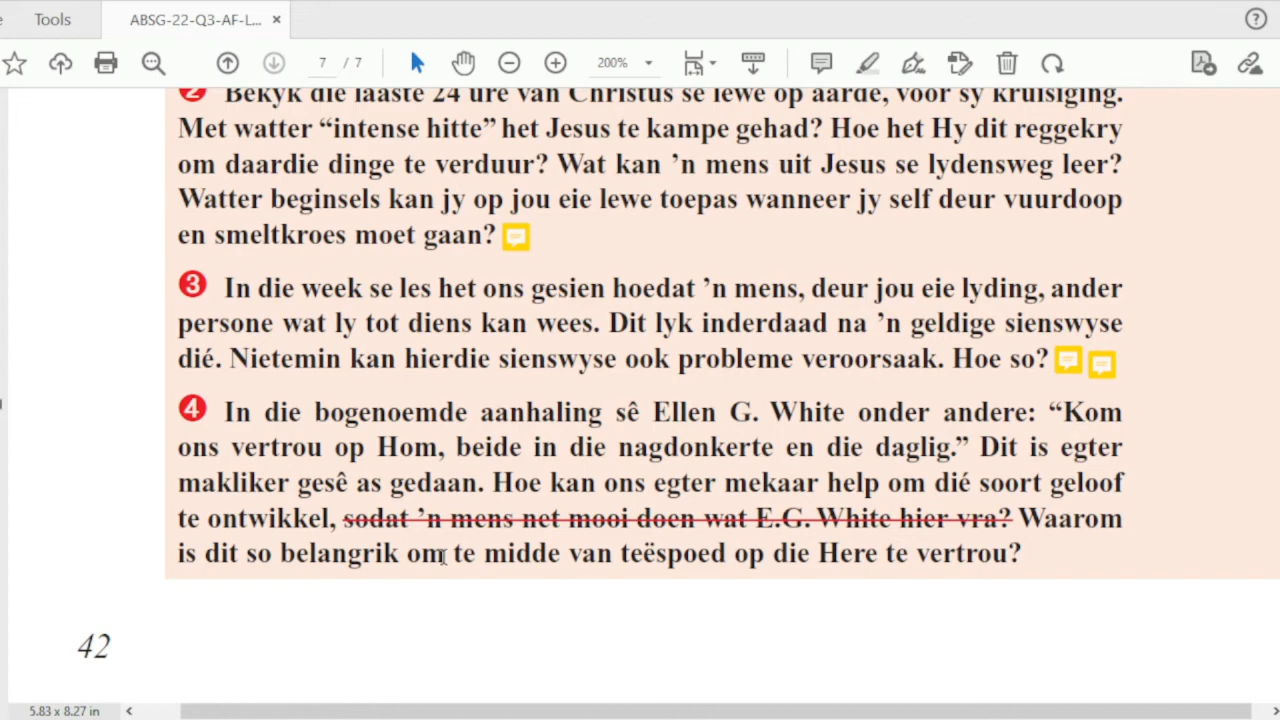 Tools
ABSG-22-Q3-AF-L... ×
7 / 7
200%
2 Bekyk die laaste 24 ure van Christus se lewe op aarde, voor sy kruisiging.
Met watter “intense hitte” het Jesus te kampe gehad? Hoe het Hy dit reggekry
om daardie dinge te verduur? Wat kan ’n mens uit Jesus se lydensweg leer?
Watter beginsels kan jy op jou eie lewe toepas wanneer jy self deur vuurdoop
en smeltkroes moet gaan?
3 In die week se les het ons gesien hoedat ’n mens, deur jou eie lyding, ander
persone wat ly tot diens kan wees. Dit lyk inderdaad na ’n geldige sienswyse
dié. Nietemin kan hierdie sienswyse ook probleme veroorsaak. Hoe so?
4 In die bogenoemde aanhaling sê Ellen G. White onder andere: “Kom
ons vertrou op Hom, beide in die nagdonkerte en die daglig.” Dit is egter
makliker gesê as gedaan. Hoe kan ons egter mekaar help om dié soort geloof
te ontwikkel, sodat ’n mens net mooi doen wat E.G. White hier vra? Waarom
is dit so belangrik om te midde van teëspoed op die Here te vertrou?
42
5.83 x 8.27 in